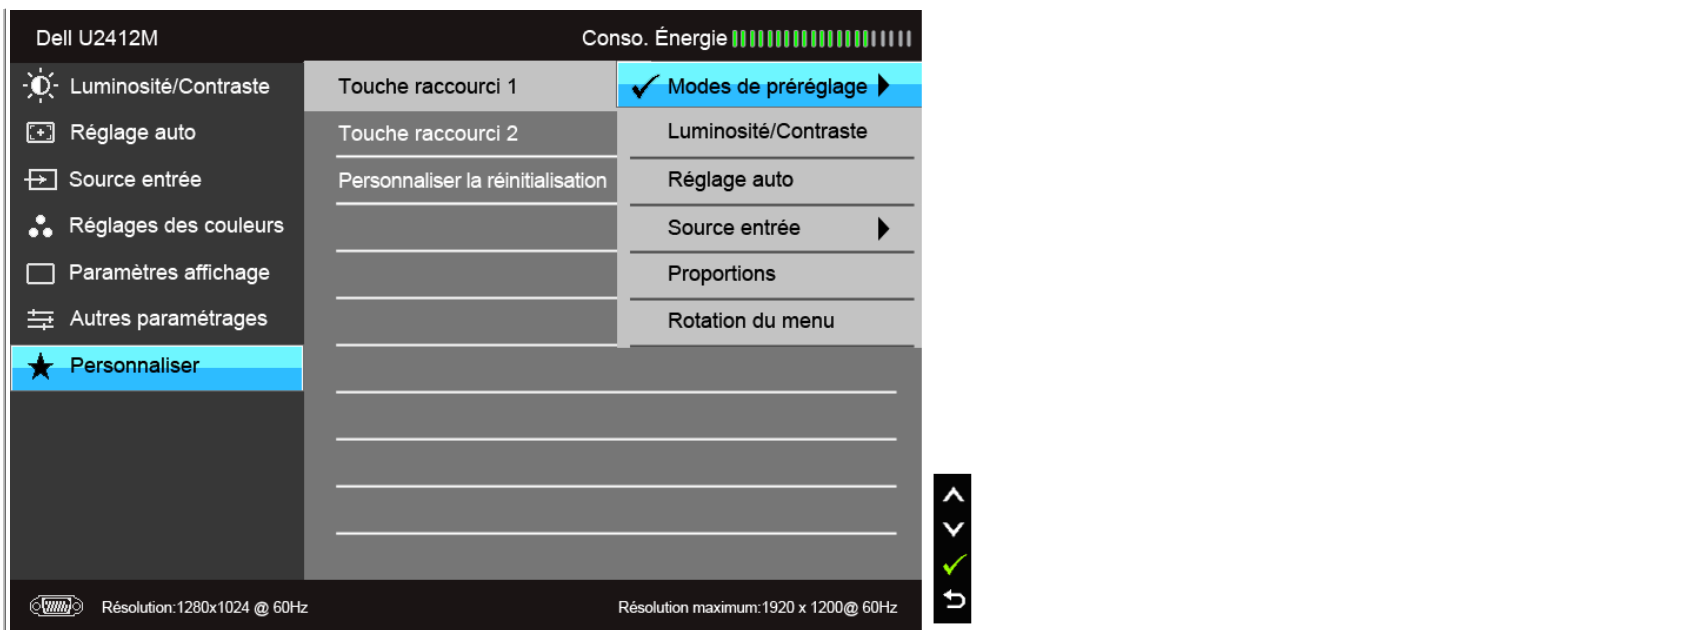 Dell U2412M Conso. Énergie
Luminosité/Contraste Touche raccourci 1 Modes de préréglage
Réglage auto Touche raccourci 2 Luminosité/Contraste
Source entrée Personnaliser la réinitialisation Réglage auto
Réglages des couleurs Source entrée
Paramètres affichage Proportions
Autres paramétrages Rotation du menu
Personnaliser
Résolution:1280x1024 @ 60Hz Résolution maximum:1920 x 1200@ 60Hz